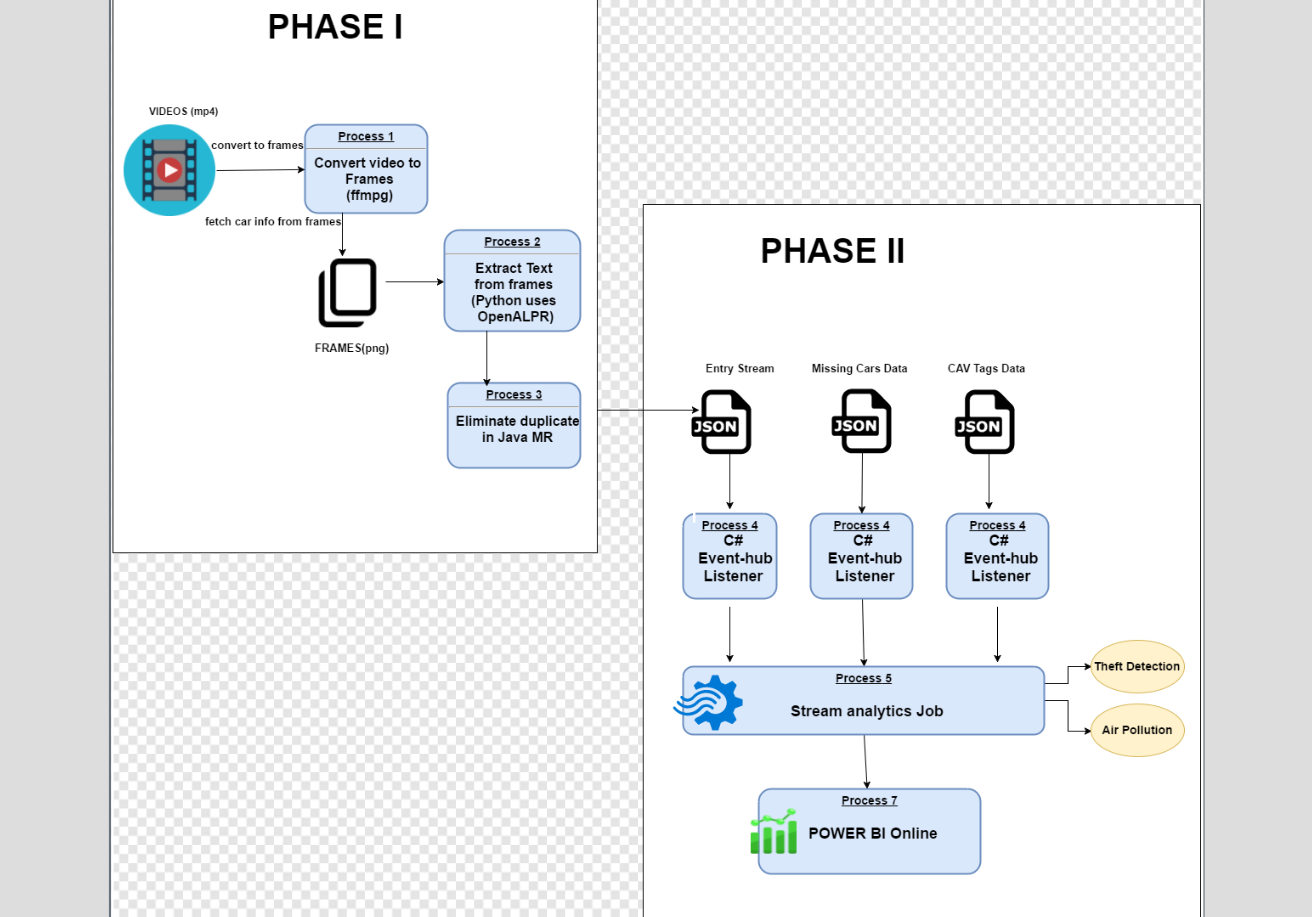 PHASE I
VIDEOS (mp4)
convert to frames
Process 1
Convert video to
Frames
(ffmpg)
fetch car info from frames
FRAMES(png)
Process 2
Extract Text
from frames
(Python uses
OpenALPR)
Process 3
Eliminate duplicate
in Java MR
PHASE II
Entry Stream
Missing Cars Data
CAV Tags Data
JSON
JSON
JSON
Process 4
C#
Event-hub
Listener
Process 4
C#
Event-hub
Listener
Process 4
C#
Event-hub
Listener
Process 5
Stream analytics Job
Theft Detection
Air Pollution
Process 7
POWER BI Online